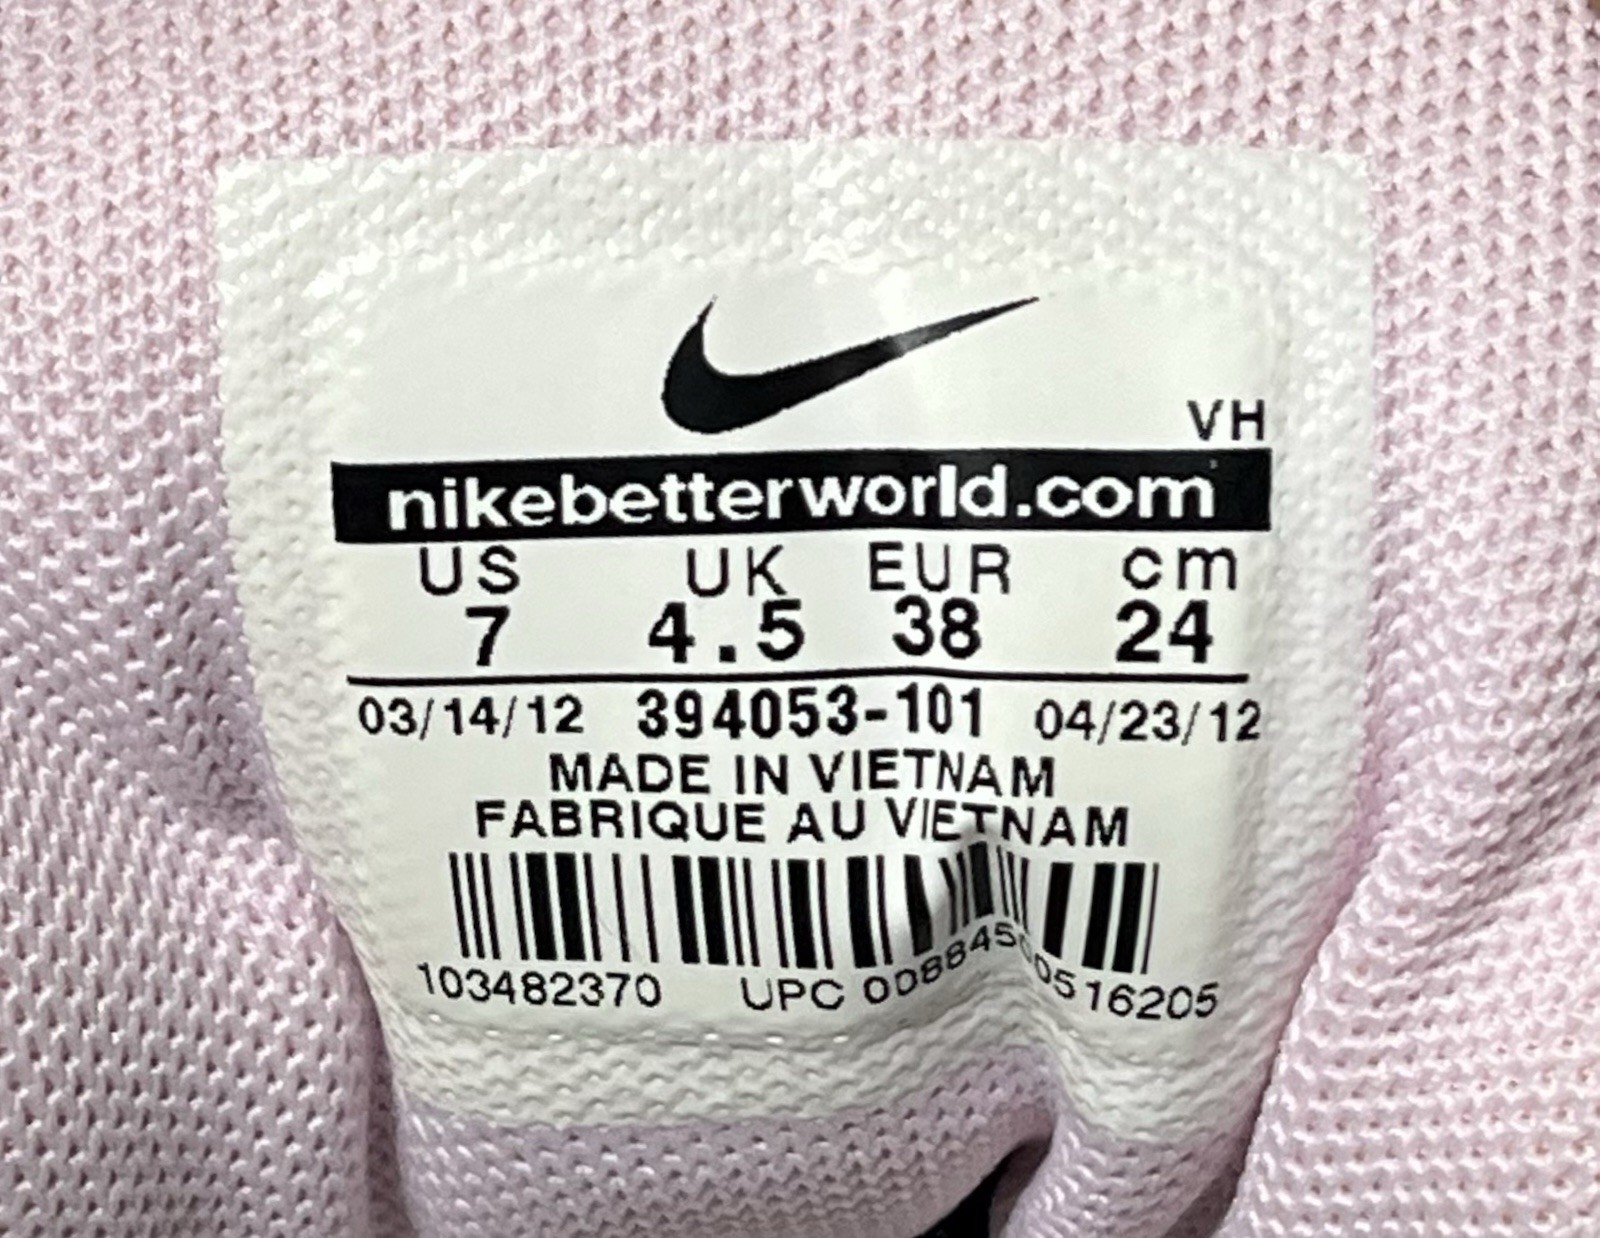 VH
nikebetterworld.com
US UK EUR cm
7 4.5 38 24
03/14/12 394053-101 04/23/12
MADE IN VIETNAM
FABRIQUE AU VIETNAM
103482370 UPC 00884500516205